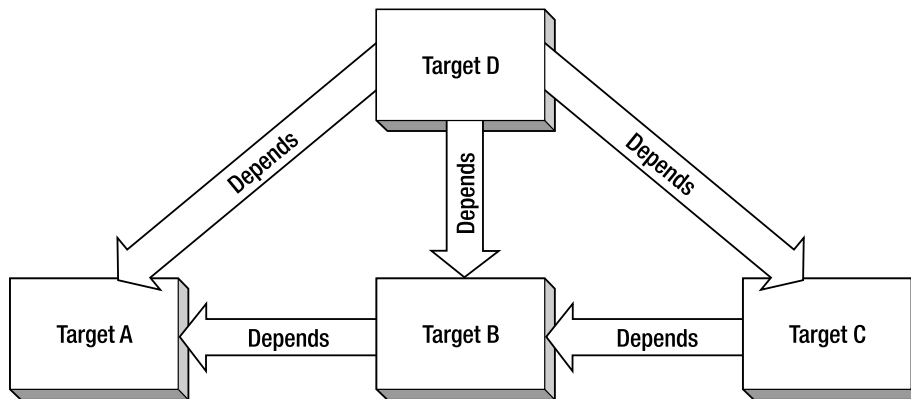 Target D
Depends
Depends
Depends
Target A
Depends
Target B
Depends
Target C